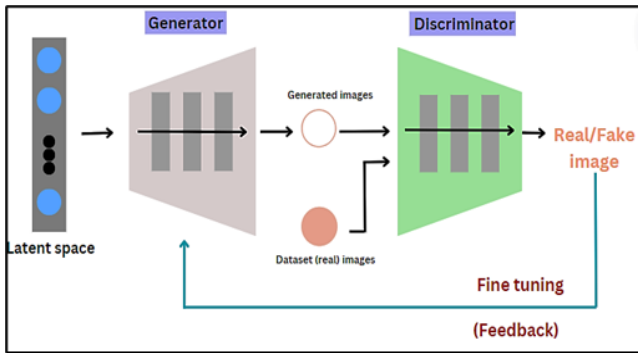 Generator
Discriminator
Generated images
Real/Fake
image
Latent space
Dataset (real) images
Fine tuning
(Feedback)